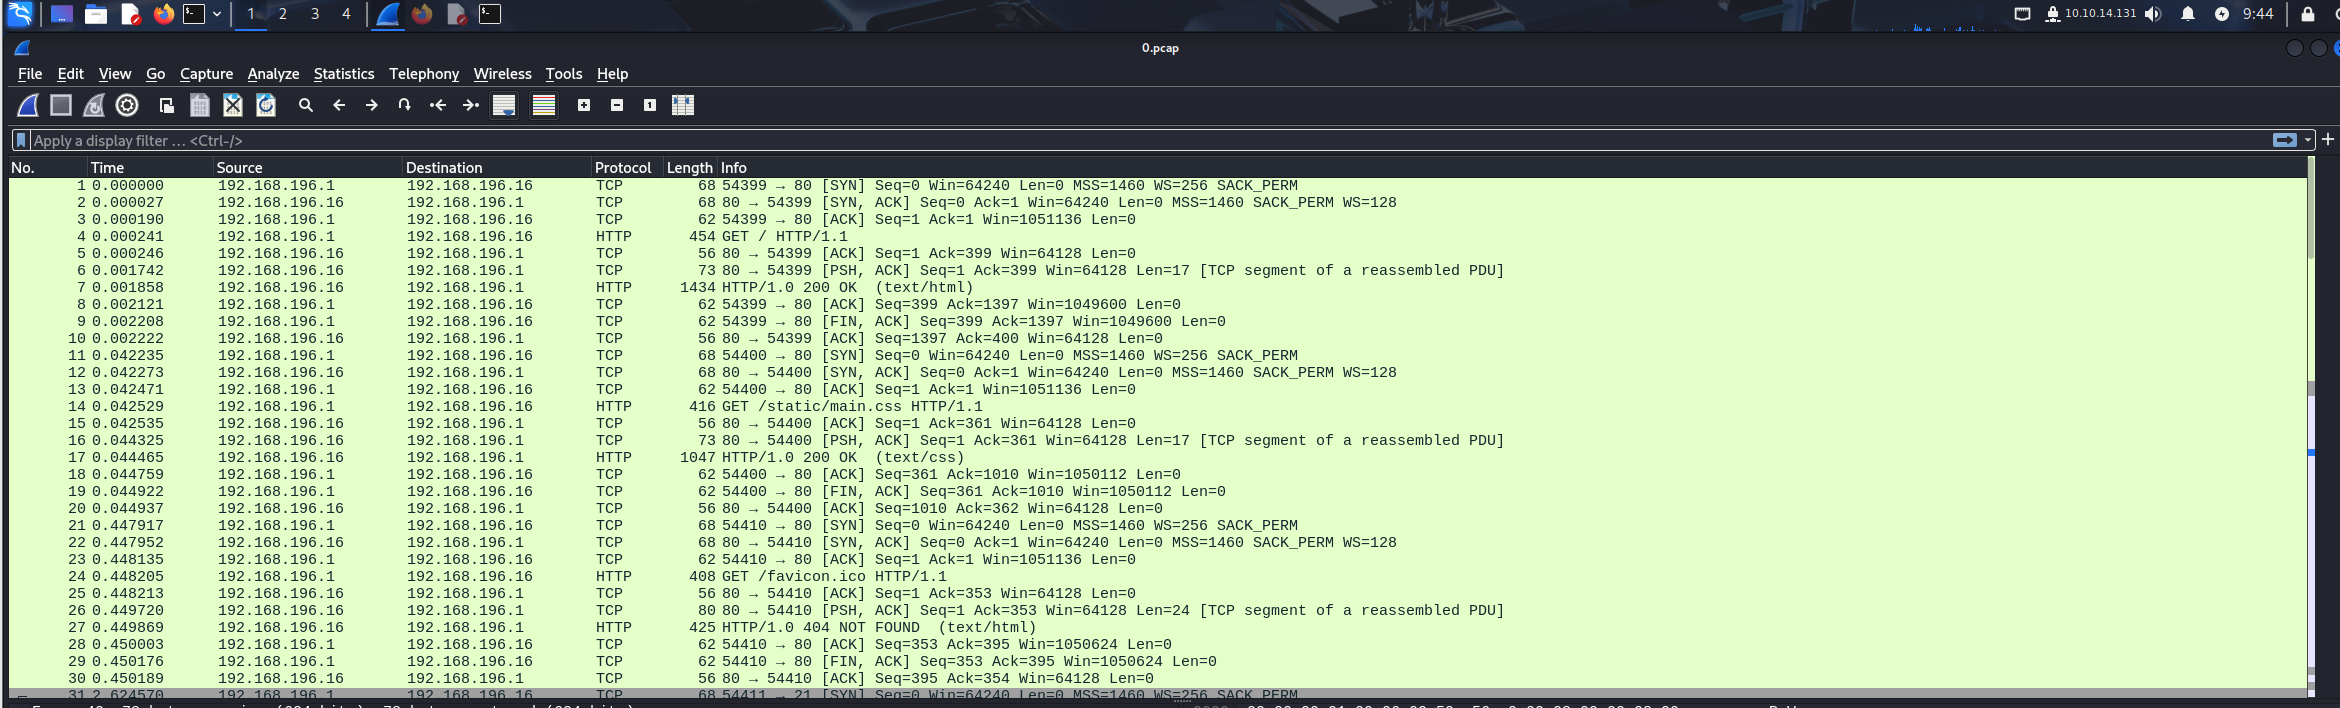 1 2 3 4 10.10.14.131 9:44
0.pcap
File Edit View Go Capture Analyze Statistics Telephony Wireless Tools Help
Apply a display filter … <Ctrl-/>
No. Time Source Destination Protocol Length Info
1 0.000000 192.168.196.1 192.168.196.16 TCP 68 54399 → 80 [SYN] Seq=0 Win=64240 Len=0 MSS=1460 WS=256 SACK_PERM
2 0.000027 192.168.196.16 192.168.196.1 TCP 68 80 → 54399 [SYN, ACK] Seq=0 Ack=1 Win=64240 Len=0 MSS=1460 SACK_PERM WS=128
3 0.000190 192.168.196.1 192.168.196.16 TCP 62 54399 → 80 [ACK] Seq=1 Ack=1 Win=1051136 Len=0
4 0.000241 192.168.196.1 192.168.196.16 HTTP 454 GET / HTTP/1.1
5 0.000246 192.168.196.16 192.168.196.1 TCP 56 80 → 54399 [ACK] Seq=1 Ack=399 Win=64128 Len=0
6 0.001742 192.168.196.16 192.168.196.1 TCP 73 80 → 54399 [PSH, ACK] Seq=1 Ack=399 Win=64128 Len=17 [TCP segment of a reassembled PDU]
7 0.001858 192.168.196.16 192.168.196.1 HTTP 1434 HTTP/1.0 200 OK (text/html)
8 0.002121 192.168.196.1 192.168.196.16 TCP 62 54399 → 80 [ACK] Seq=399 Ack=1397 Win=1049600 Len=0
9 0.002208 192.168.196.1 192.168.196.16 TCP 62 54399 → 80 [FIN, ACK] Seq=399 Ack=1397 Win=1049600 Len=0
10 0.002222 192.168.196.16 192.168.196.1 TCP 56 80 → 54399 [ACK] Seq=1397 Ack=400 Win=64128 Len=0
11 0.042235 192.168.196.1 192.168.196.16 TCP 68 54400 → 80 [SYN] Seq=0 Win=64240 Len=0 MSS=1460 WS=256 SACK_PERM
12 0.042273 192.168.196.16 192.168.196.1 TCP 68 80 → 54400 [SYN, ACK] Seq=0 Ack=1 Win=64240 Len=0 MSS=1460 SACK_PERM WS=128
13 0.042471 192.168.196.1 192.168.196.16 TCP 62 54400 → 80 [ACK] Seq=1 Ack=1 Win=1051136 Len=0
14 0.042529 192.168.196.1 192.168.196.16 HTTP 416 GET /static/main.css HTTP/1.1
15 0.042535 192.168.196.16 192.168.196.1 TCP 56 80 → 54400 [ACK] Seq=1 Ack=361 Win=64128 Len=0
16 0.044325 192.168.196.16 192.168.196.1 TCP 73 80 → 54400 [PSH, ACK] Seq=1 Ack=361 Win=64128 Len=17 [TCP segment of a reassembled PDU]
17 0.044465 192.168.196.16 192.168.196.1 HTTP 1047 HTTP/1.0 200 OK (text/css)
18 0.044759 192.168.196.1 192.168.196.16 TCP 62 54400 → 80 [ACK] Seq=361 Ack=1010 Win=1050112 Len=0
19 0.044922 192.168.196.1 192.168.196.16 TCP 62 54400 → 80 [FIN, ACK] Seq=361 Ack=1010 Win=1050112 Len=0
20 0.044937 192.168.196.16 192.168.196.1 TCP 56 80 → 54400 [ACK] Seq=1010 Ack=362 Win=64128 Len=0
21 0.447917 192.168.196.1 192.168.196.16 TCP 68 54410 → 80 [SYN] Seq=0 Win=64240 Len=0 MSS=1460 WS=256 SACK_PERM
22 0.447952 192.168.196.16 192.168.196.1 TCP 68 80 → 54410 [SYN, ACK] Seq=0 Ack=1 Win=64240 Len=0 MSS=1460 SACK_PERM WS=128
23 0.448135 192.168.196.1 192.168.196.16 TCP 62 54410 → 80 [ACK] Seq=1 Ack=1 Win=1051136 Len=0
24 0.448205 192.168.196.1 192.168.196.16 HTTP 408 GET /favicon.ico HTTP/1.1
25 0.448213 192.168.196.16 192.168.196.1 TCP 56 80 → 54410 [ACK] Seq=1 Ack=353 Win=64128 Len=0
26 0.449720 192.168.196.16 192.168.196.1 TCP 80 80 → 54410 [PSH, ACK] Seq=1 Ack=353 Win=64128 Len=24 [TCP segment of a reassembled PDU]
27 0.449869 192.168.196.16 192.168.196.1 HTTP 425 HTTP/1.0 404 NOT FOUND (text/html)
28 0.450003 192.168.196.1 192.168.196.16 TCP 62 54410 → 80 [ACK] Seq=353 Ack=395 Win=1050624 Len=0
29 0.450176 192.168.196.1 192.168.196.16 TCP 62 54410 → 80 [FIN, ACK] Seq=353 Ack=395 Win=1050624 Len=0
30 0.450189 192.168.196.16 192.168.196.1 TCP 56 80 → 54410 [ACK] Seq=395 Ack=354 Win=64128 Len=0
31 2.624570 192.168.196.1 192.168.196.16 TCP 68 54411 → 21 [SYN] Seq=0 Win=64240 Len=0 MSS=1460 WS=256 SACK_PERM